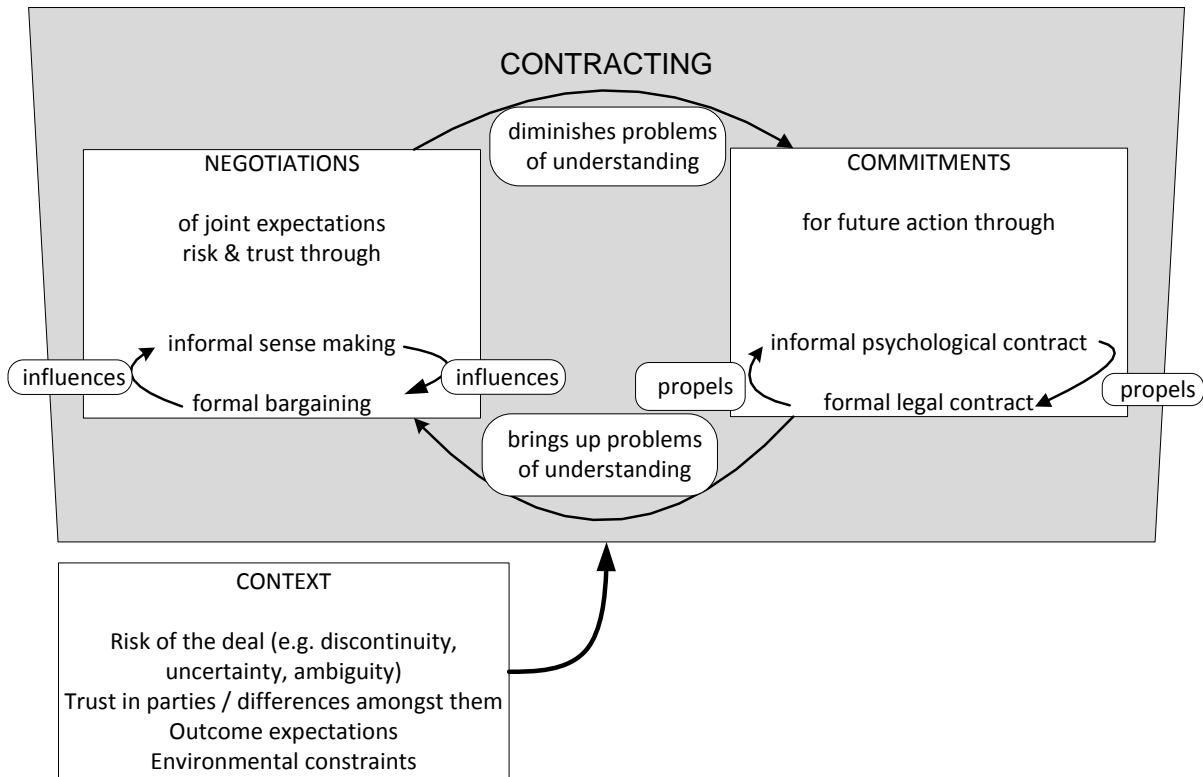 CONTRACTING
diminishes problems
of understanding
NEGOTIATIONS
of joint expectations
risk & trust through
informal sense making
influences
influences
formal bargaining
COMMITMENTS
for future action through
informal psychological contract
propels
propels
formal legal contract
brings up problems
of understanding
CONTEXT
Risk of the deal (e.g. discontinuity,
uncertainty, ambiguity)
Trust in parties / differences amongst them
Outcome expectations
Environmental constraints